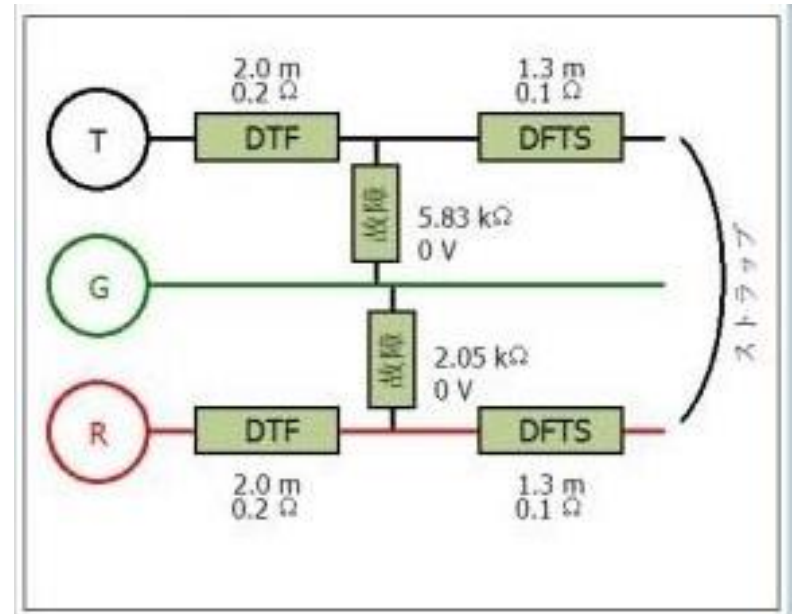 2.0 m
0.2 Ω
1.3 m
0.1 Ω
T
DTF
DFTS
故障
5.83 kΩ
0 V
G
ストラップ
故障
2.05 kΩ
0 V
R
DTF
DFTS
2.0 m
0.2 Ω
1.3 m
0.1 Ω